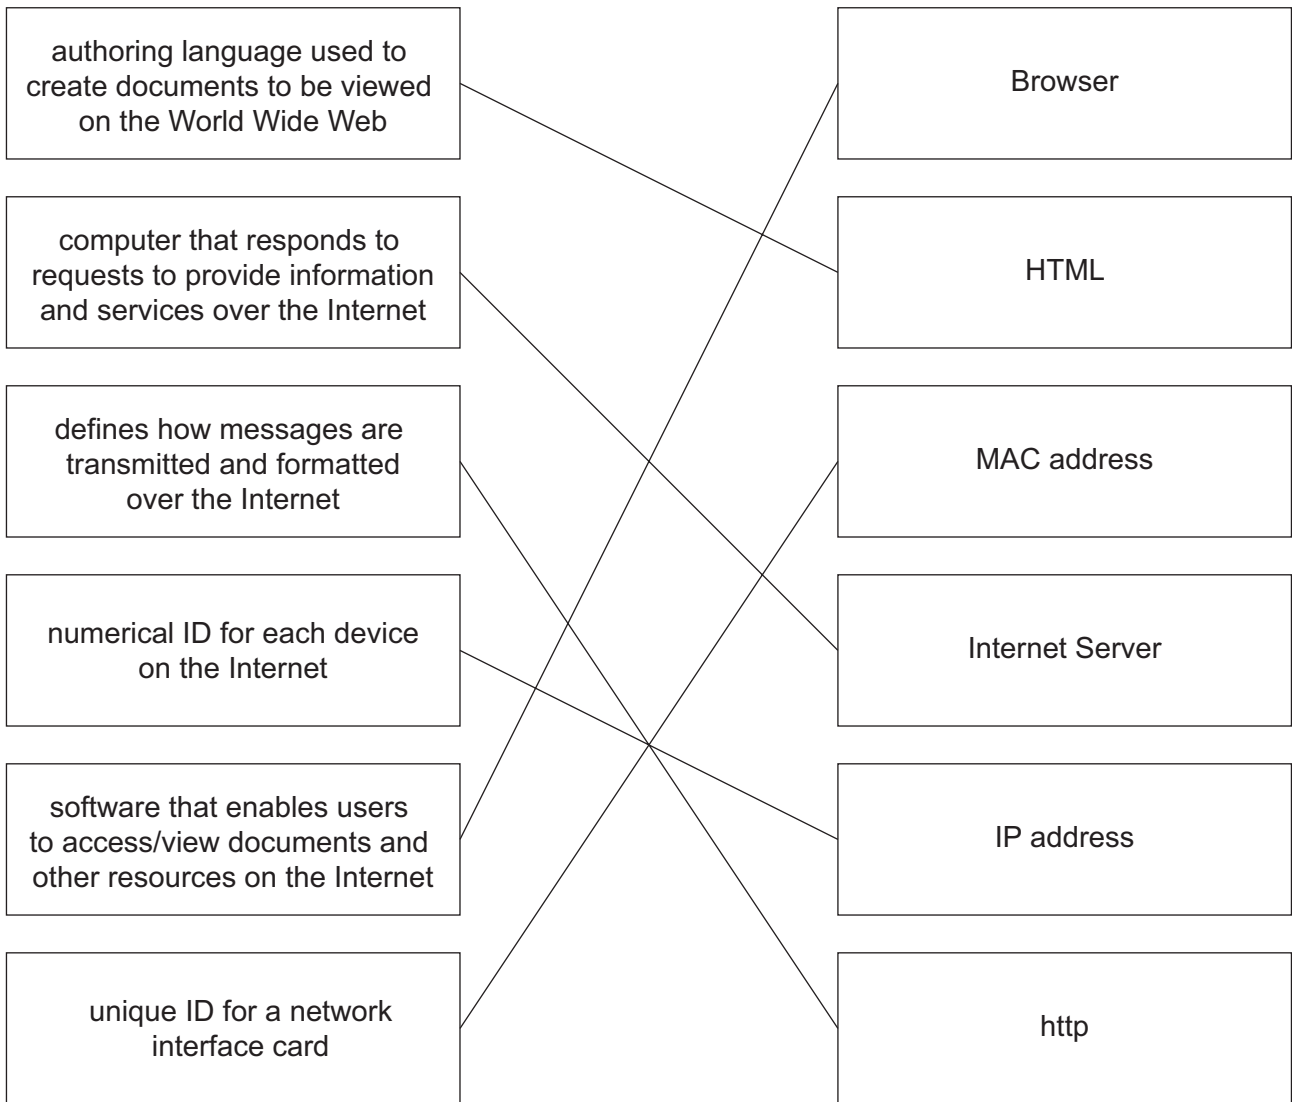 authoring language used to
create documents to be viewed
on the World Wide Web
Browser
computer that responds to
requests to provide information
and services over the Internet
HTML
defines how messages are
transmitted and formatted
over the Internet
MAC address
numerical ID for each device
on the Internet
Internet Server
software that enables users
to access/view documents and
other resources on the Internet
IP address
unique ID for a network
interface card
http